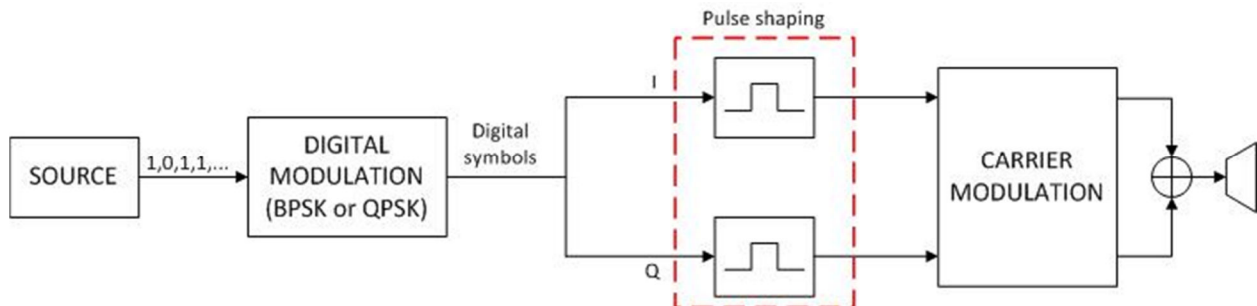 Pulse shaping
I
SOURCE
1,0,1,1,...
DIGITAL
MODULATION
(BPSK or QPSK)
Digital
symbols
CARRIER
MODULATION
Q